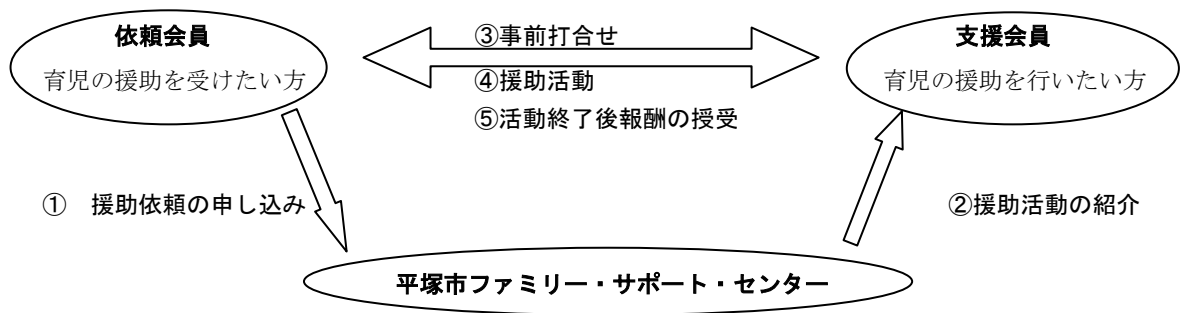 依頼会員
育児の援助を受けたい方
③事前打合せ
④援助活動
⑤活動終了後報酬の授受
支援会員
育児の援助を行いたい方
①　援助依頼の申し込み
②援助活動の紹介
平塚市ファミリー・サポート・センター